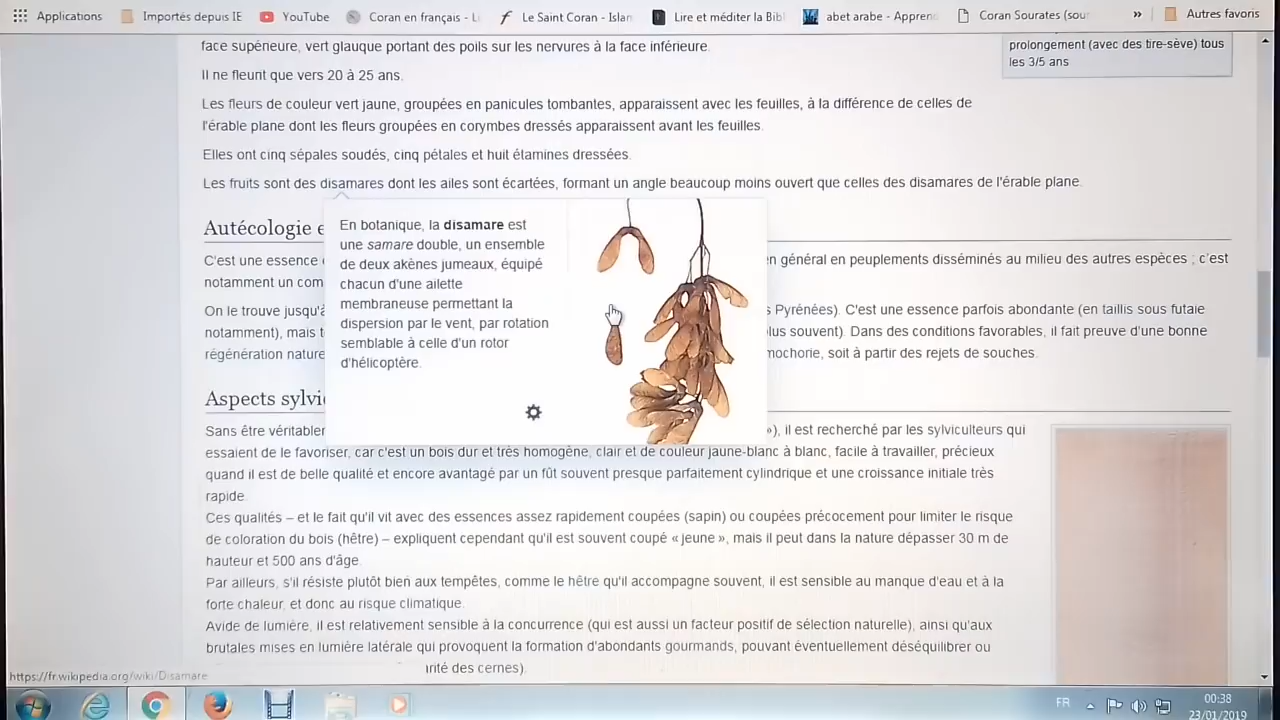 Applications Importés depuis IE YouTube Coran en français - Li Le Saint Coran - Islam Lire et méditer la Bibl abet arabe - Apprend Coran Sourates (sour » Autres favoris
face supérieure, vert glauque portant des poils sur les nervures à la face inférieure.
prolongement (avec des tire-sève) tous
les 3/5 ans
Il ne fleurit que vers 20 à 25 ans.
Les fleurs de couleur vert jaune, groupées en panicules tombantes, apparaissent avec les feuilles, à la différence de celles de
l'érable plane dont les fleurs groupées en corymbes dressés apparaissent avant les feuilles.
Elles ont cinq sépales soudés, cinq pétales et huit étamines dressées.
Les fruits sont des disamares dont les ailes sont écartées, formant un angle beaucoup moins ouvert que celles des disamares de l'érable plane.
Autécologie e
C'est une essence
n général en peuplements disséminés au milieu des autres espèces ; c'est
notamment un com
On le trouve jusqu'à
s Pyrénées). C'est une essence parfois abondante (en taillis sous futaie
notamment), mais t
lus souvent). Dans des conditions favorables, il fait preuve d'une bonne
régénération nature
mochorie, soit à partir des rejets de souches.
En botanique, la disamare est
une samare double, un ensemble
de deux akènes jumeaux, équipé
chacun d'une ailette
membraneuse permettant la
dispersion par le vent, par rotation
semblable à celle d'un rotor
d'hélicoptère.
Aspects sylvi
Sans être véritabler
»), il est recherché par les sylviculteurs qui
essaient de le favoriser, car c'est un bois dur et très homogène, clair et de couleur jaune-blanc à blanc, facile à travailler, précieux
quand il est de belle qualité et encore avantagé par un fût souvent presque parfaitement cylindrique et une croissance initiale très
rapide.
Ces qualités – et le fait qu'il vit avec des essences assez rapidement coupées (sapin) ou coupées précocement pour limiter le risque
de coloration du bois (hêtre) – expliquent cependant qu'il est souvent coupé « jeune », mais il peut dans la nature dépasser 30 m de
hauteur et 500 ans d'âge.
Par ailleurs, s'il résiste plutôt bien aux tempêtes, comme le hêtre qu'il accompagne souvent, il est sensible au manque d'eau et à la
forte chaleur, et donc au risque climatique.
Avide de lumière, il est relativement sensible à la concurrence (qui est aussi un facteur positif de sélection naturelle), ainsi qu'aux
brutales mises en lumière latérale qui provoquent la formation d'abondants gourmands, pouvant éventuellement déséquilibrer ou
arité des cernes).
https://fr.wikipedia.org/wiki/Disamare
FR
00:38
23/01/2019